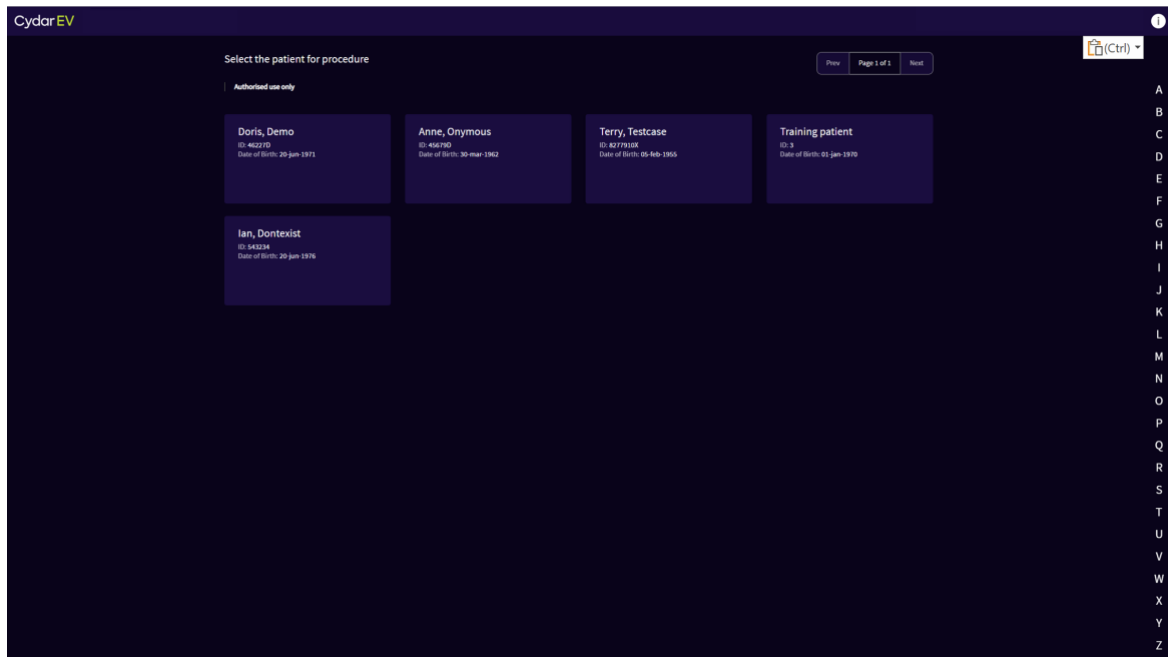 Cydar EV
i
(Ctrl)
Select the patient for procedure
Prev Page 1 of 1 Next
Authorised use only
Doris, Demo
ID: 46227D
Date of Birth: 20-jun-1971
Anne, Onymous
ID: 45679D
Date of Birth: 30-mar-1962
Terry, Testcase
ID: 8277910X
Date of Birth: 05-feb-1955
Training patient
ID: 3
Date of Birth: 01-jan-1970
Ian, Dontexist
ID: 543234
Date of Birth: 20-jun-1976
A
B
C
D
E
F
G
H
I
J
K
L
M
N
O
P
Q
R
S
T
U
V
W
X
Y
Z